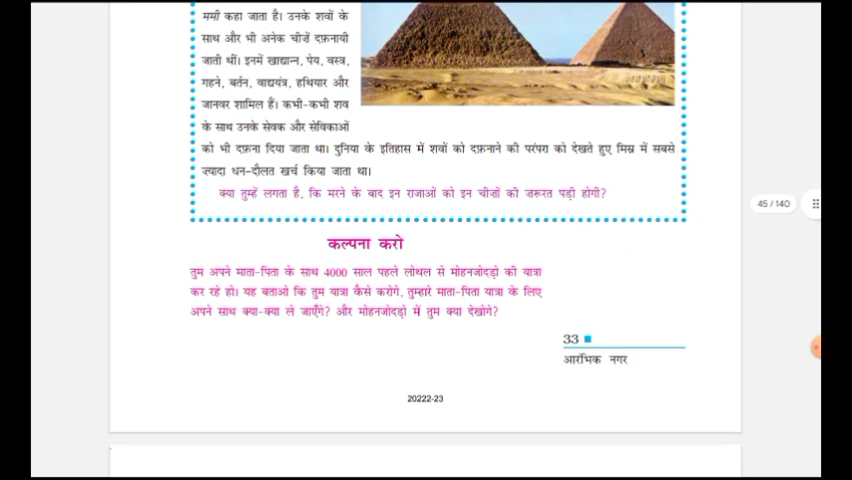 ममी कहा जाता है। उनके शवों के
साथ और भी अनेक चीज़ें दफ़नायी
जाती थीं। इनमें खाद्यान्न, पेय, वस्त्र,
गहने, बर्तन, वाद्ययंत्र, हथियार और
जानवर शामिल हैं। कभी-कभी शव
के साथ उनके सेवक और सेविकाओं
को भी दफ़ना दिया जाता था। दुनिया के इतिहास में शवों को दफ़नाने की परंपरा को देखते हुए मिस्र में सबसे
ज़्यादा धन-दौलत खर्च किया जाता था।
क्या तुम्हें लगता है, कि मरने के बाद इन राजाओं को इन चीज़ों की ज़रूरत पड़ी होगी?
45 / 140
कल्पना करो
तुम अपने माता-पिता के साथ 4000 साल पहले लोथल से मोहनजोदड़ो की यात्रा
कर रहे हो। यह बताओ कि तुम यात्रा कैसे करोगे, तुम्हारे माता-पिता यात्रा के लिए
अपने साथ क्या-क्या ले जाएँगे? और मोहनजोदड़ो में तुम क्या देखोगे?
33
आरंभिक नगर
20222-23